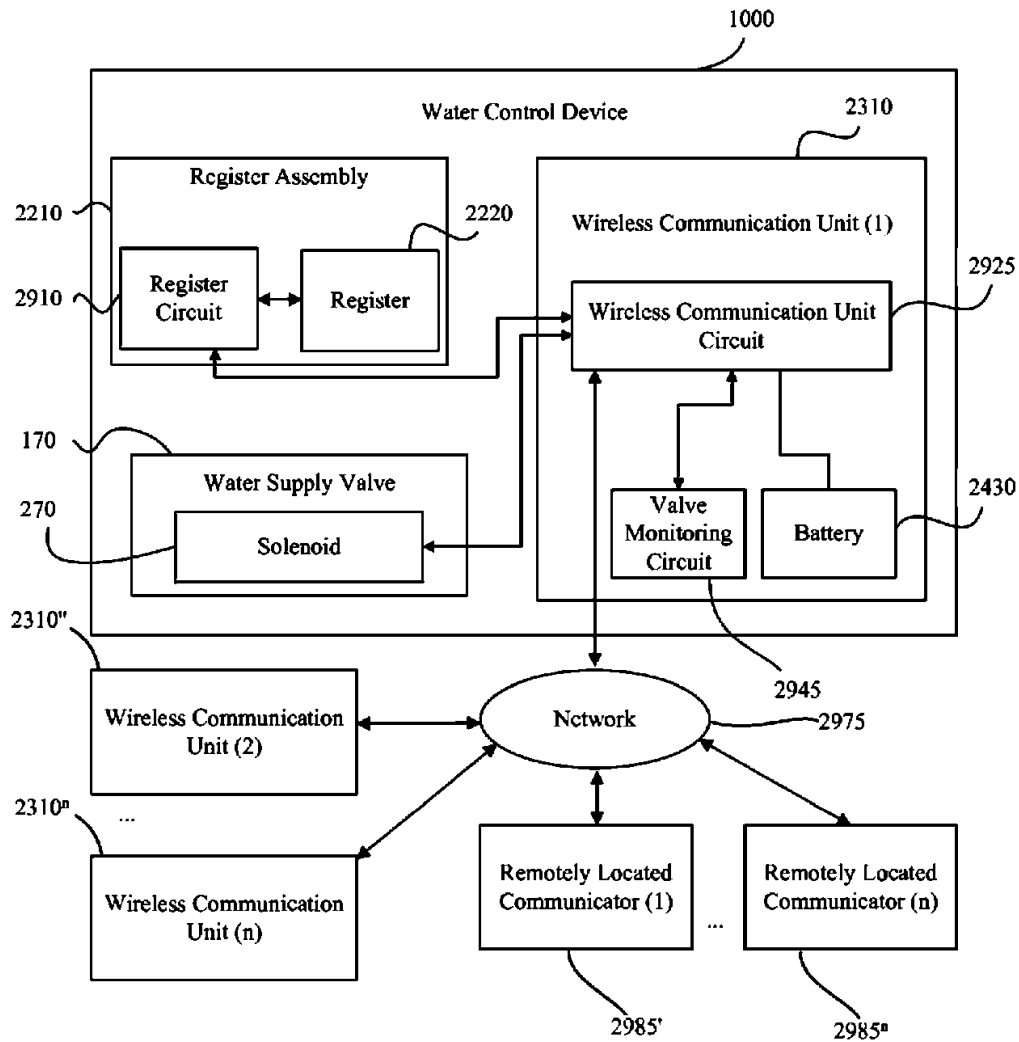 1000
Water Control Device
2310
Register Assembly
2210
2220
Wireless Communication Unit (1)
2925
2910
Register
Circuit
Register
Wireless Communication Unit
Circuit
170
Water Supply Valve
270
Solenoid
Valve
Monitoring
Circuit
Battery
2430
2310"
2945
Wireless Communication
Unit (2)
Network
2975
2310ⁿ
...
Wireless Communication
Unit (n)
Remotely Located
Communicator (1)
...
Remotely Located
Communicator (n)
2985'
2985ⁿ